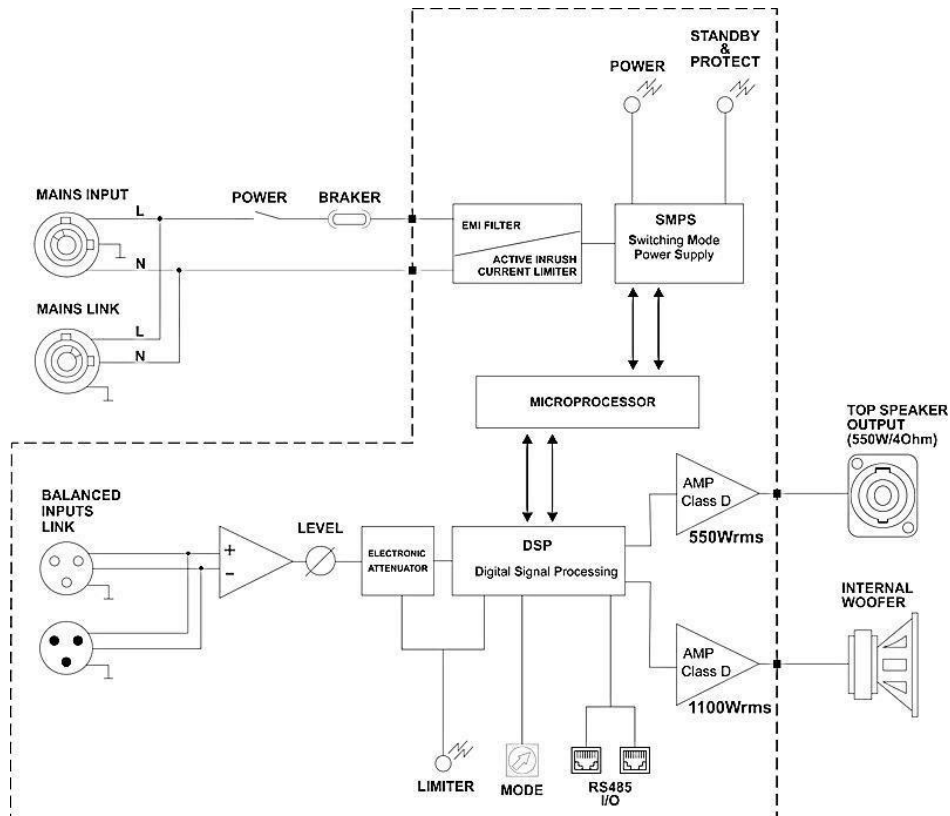 STANDBY
&
PROTECT
POWER
MAINS INPUT
L
POWER
BRAKER
N
EMI FILTER
ACTIVE INRUSH
CURRENT LIMITER
SMPS
Switching Mode
Power Supply
MAINS LINK
L
N
MICROPROCESSOR
TOP SPEAKER
OUTPUT
(550W/4Ohm)
BALANCED
INPUTS
LINK
+
−
LEVEL
ELECTRONIC
ATTENUATOR
DSP
Digital Signal Processing
AMP
Class D
550Wrms
INTERNAL
WOOFER
AMP
Class D
1100Wrms
LIMITER
MODE
RS485
I/O